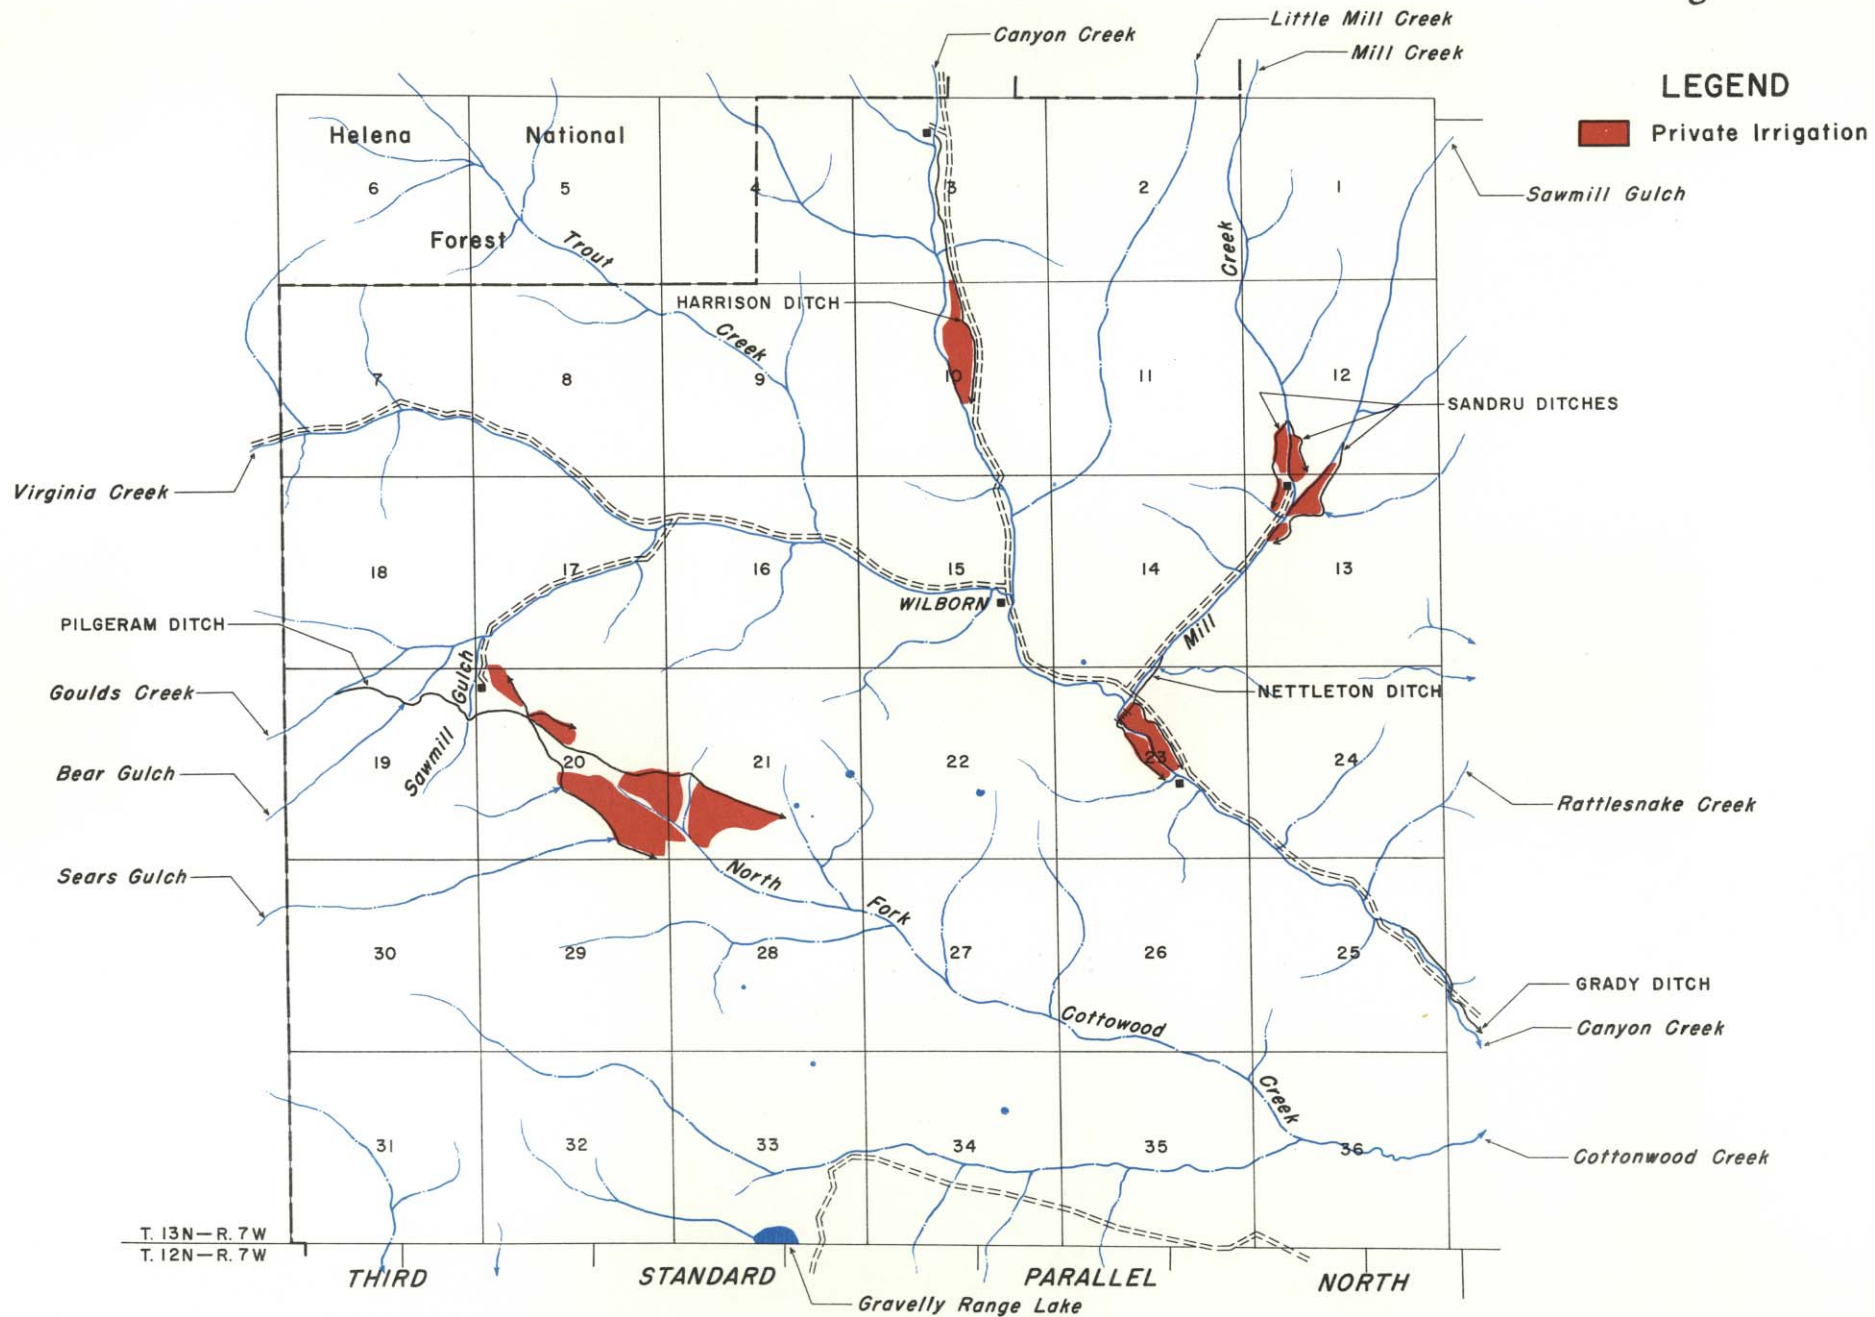 Little Mill Creek
Canyon Creek
Mill Creek
LEGEND
Private Irrigation
Helena National
6 5 4 3 2 1
Sawmill Gulch
Forest
Trout
Creek
HARRISON DITCH
Creek
7 8 9 10 11 12
SANDRU DITCHES
Virginia Creek
18 17 16 15 14 13
WILBORN
PILGERAM DITCH
Mill
Gulch
Goulds Creek
NETTLETON DITCH
Sawmill
Bear Gulch
19 20 21 22 23 24
Rattlesnake Creek
Sears Gulch
North
Fork
30 29 28 27 26 25
GRADY DITCH
Cottowood
Canyon Creek
Creek
31 32 33 34 35 36
Cottonwood Creek
T. 13N—R. 7W
T. 12N—R. 7W
THIRD STANDARD PARALLEL NORTH
Gravelly Range Lake